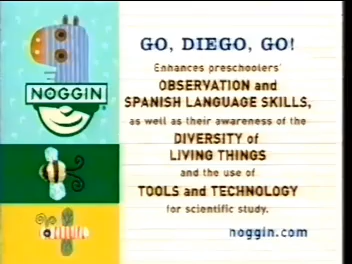 NOGGIN
GO, DIEGO, GO!
Enhances preschoolers'
OBSERVATION and
SPANISH LANGUAGE SKILLS,
as well as their awareness of the
DIVERSITY of
LIVING THINGS
and the use of
TOOLS and TECHNOLOGY
for scientific study.
noggin.com